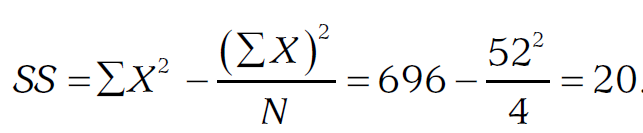 SS = ∑X² − (∑X)² / N = 696 − 52² / 4 = 20.